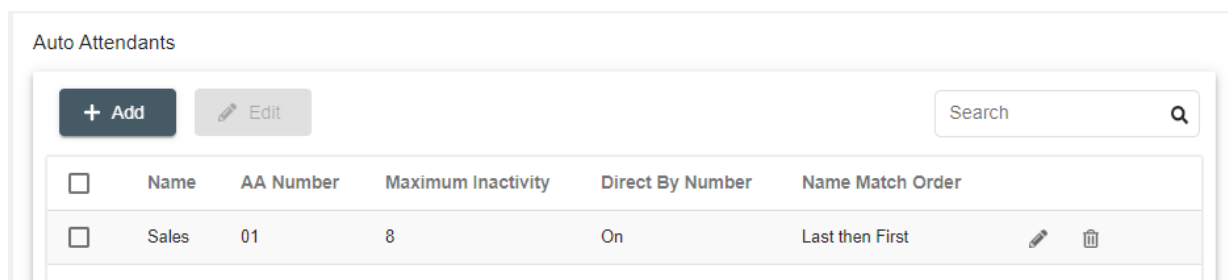 Auto Attendants
+ Add Edit Search
Name AA Number Maximum Inactivity Direct By Number Name Match Order
Sales 01 8 On Last then First